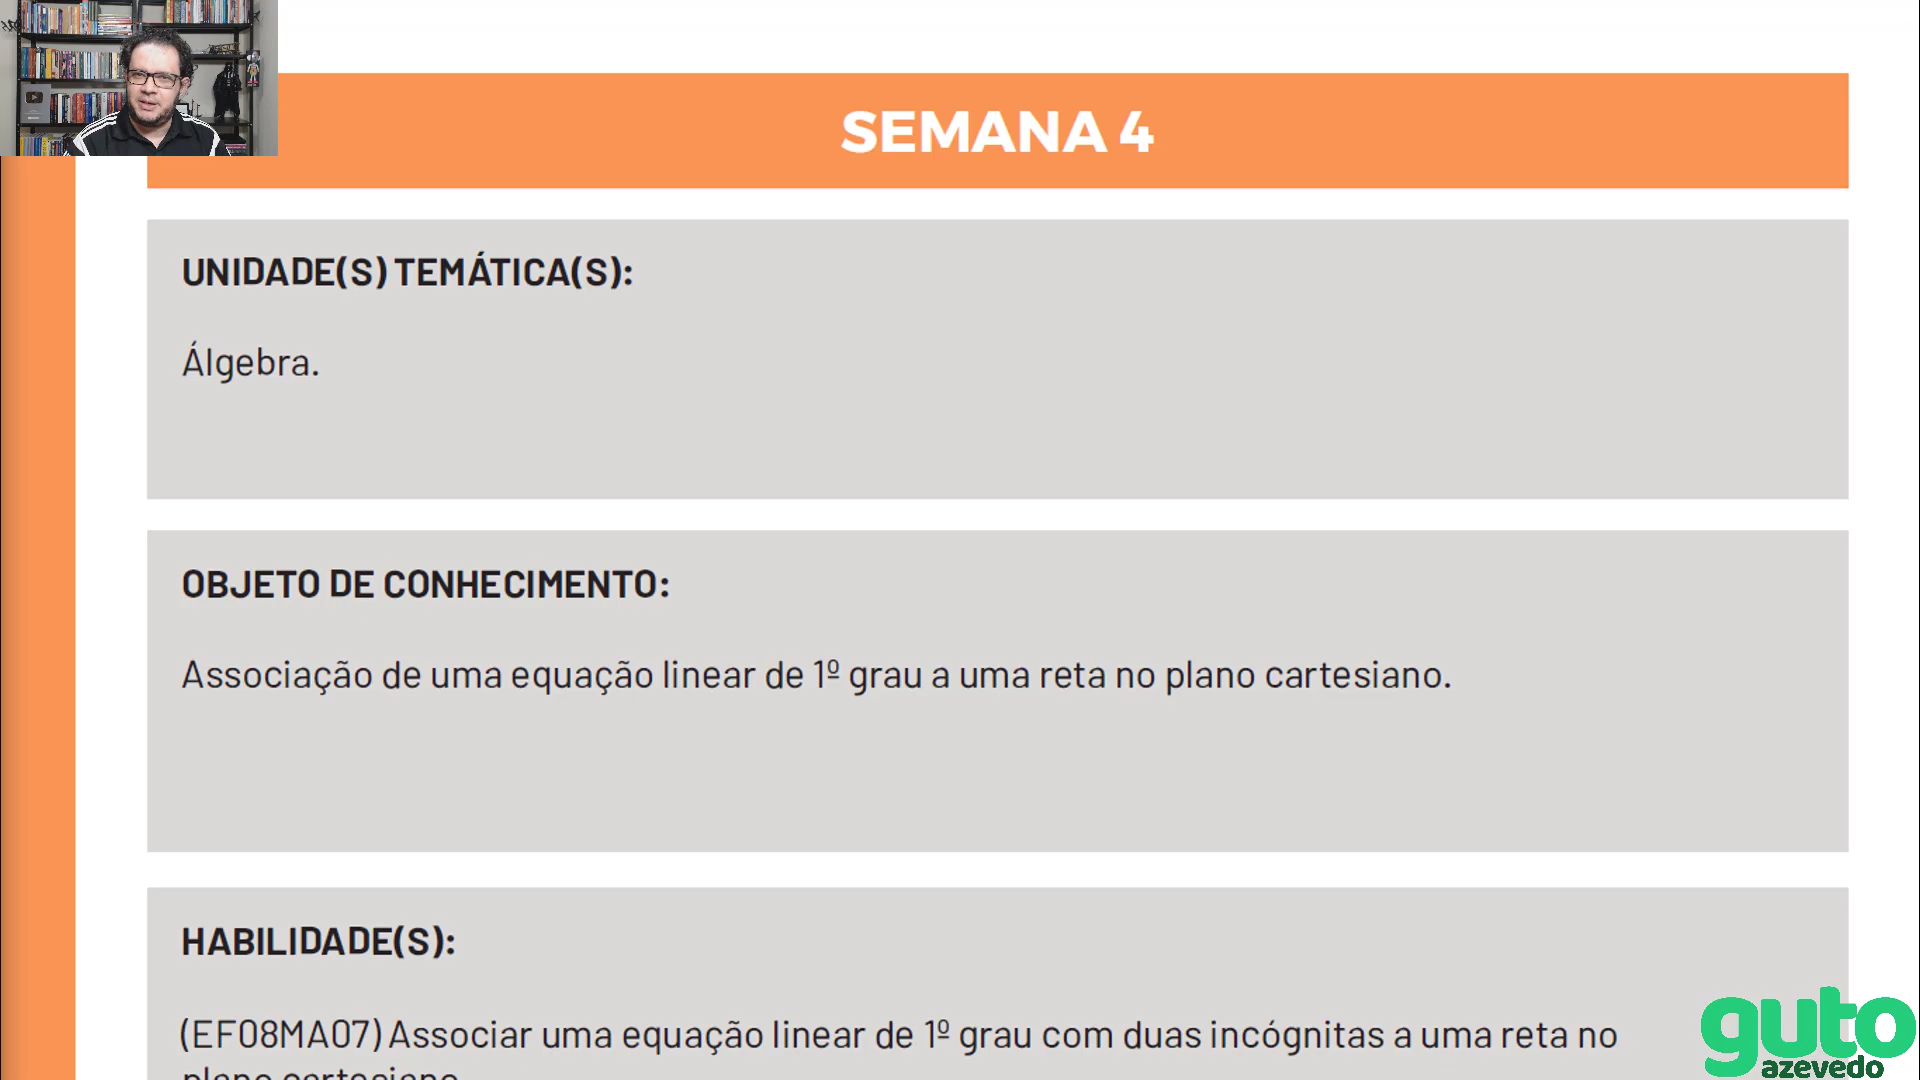 SEMANA 4
UNIDADE(S) TEMÁTICA(S):
Álgebra.
OBJETO DE CONHECIMENTO:
Associação de uma equação linear de 1º grau a uma reta no plano cartesiano.
HABILIDADE(S):
(EF08MA07) Associar uma equação linear de 1º grau com duas incógnitas a uma reta no
plano cartesiano.
guto
azevedo